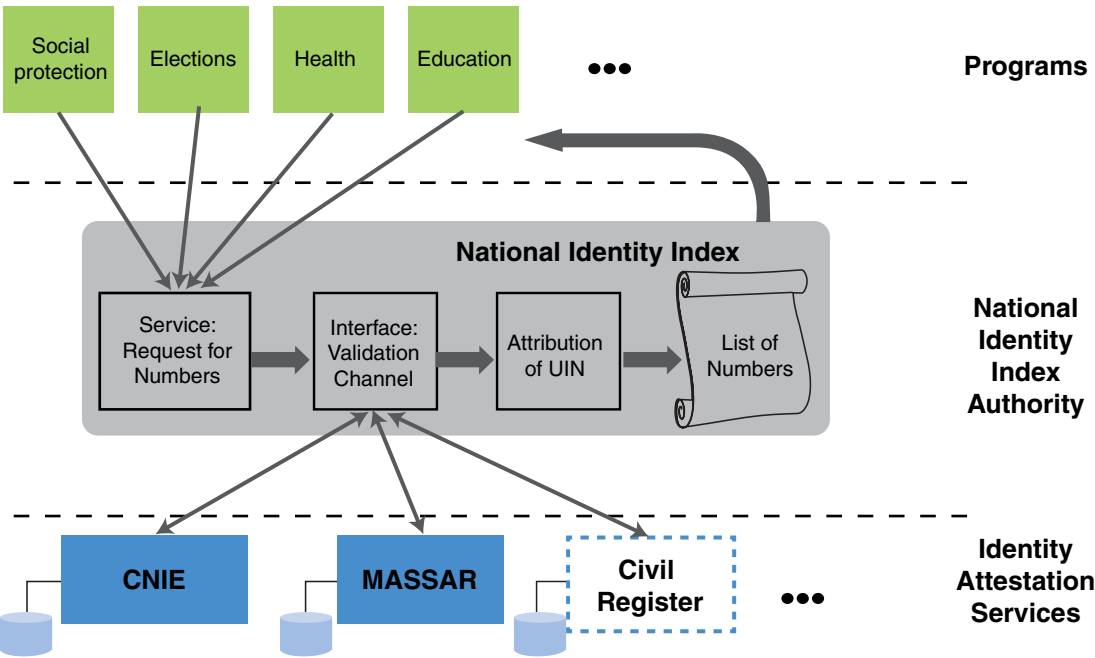 Social
protection
Elections
Health
Education
•••
Programs
National Identity Index
Service:
Request for
Numbers
Interface:
Validation
Channel
Attribution
of UIN
List of
Numbers
National
Identity
Index
Authority
CNIE
MASSAR
Civil
Register
•••
Identity
Attestation
Services